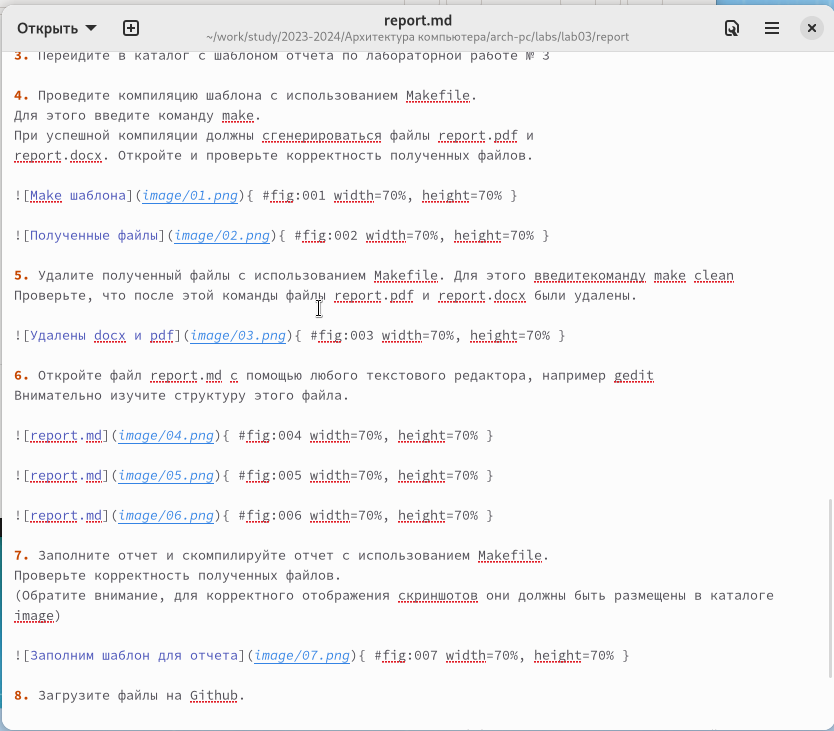 Открыть
report.md
~/work/study/2023-2024/Архитектура компьютера/arch-pc/labs/lab03/report
3. Перейдите в каталог с шаблоном отчета по лабораторной работе № 3
4. Проведите компиляцию шаблона с использованием Makefile.
Для этого введите команду make.
При успешной компиляции должны сгенерироваться файлы report.pdf и
report.docx. Откройте и проверьте корректность полученных файлов.
![Make шаблона](image/01.png){ #fig:001 width=70%, height=70% }
![Полученные файлы](image/02.png){ #fig:002 width=70%, height=70% }
5. Удалите полученный файлы с использованием Makefile. Для этого введитекоманду make clean
Проверьте, что после этой команды файлы report.pdf и report.docx были удалены.
![Удалены docx и pdf](image/03.png){ #fig:003 width=70%, height=70% }
6. Откройте файл report.md c помощью любого текстового редактора, например gedit
Внимательно изучите структуру этого файла.
![report.md](image/04.png){ #fig:004 width=70%, height=70% }
![report.md](image/05.png){ #fig:005 width=70%, height=70% }
![report.md](image/06.png){ #fig:006 width=70%, height=70% }
7. Заполните отчет и скомпилируйте отчет с использованием Makefile.
Проверьте корректность полученных файлов.
(Обратите внимание, для корректного отображения скриншотов они должны быть размещены в каталоге
image)
![Заполним шаблон для отчета](image/07.png){ #fig:007 width=70%, height=70% }
8. Загрузите файлы на Github.